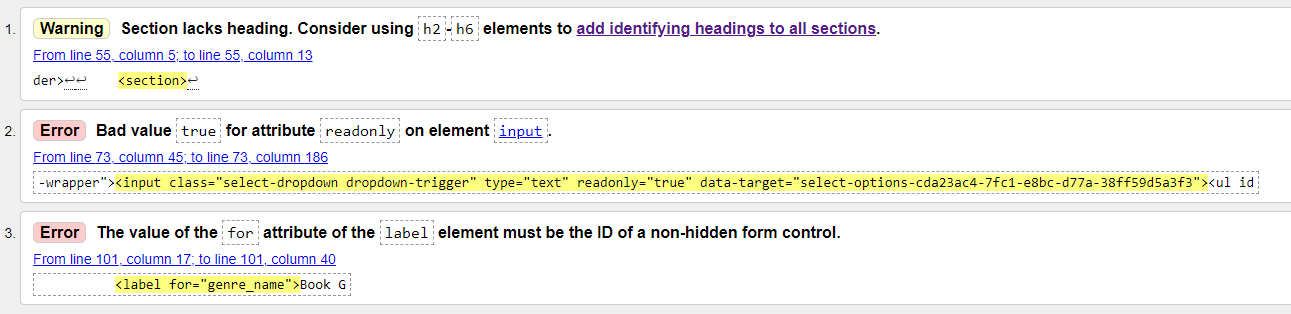 1. Warning Section lacks heading. Consider using h2-h6 elements to add identifying headings to all sections.
From line 55, column 5; to line 55, column 13
der>↩↩    <section>↩
2. Error Bad value true for attribute readonly on element input.
From line 73, column 45; to line 73, column 186
-wrapper"><input class="select-dropdown dropdown-trigger" type="text" readonly="true" data-target="select-options-cda23ac4-7fc1-e8bc-d77a-38ff59d5a3f3"><ul id
3. Error The value of the for attribute of the label element must be the ID of a non-hidden form control.
From line 101, column 17; to line 101, column 40
<label for="genre_name">Book G